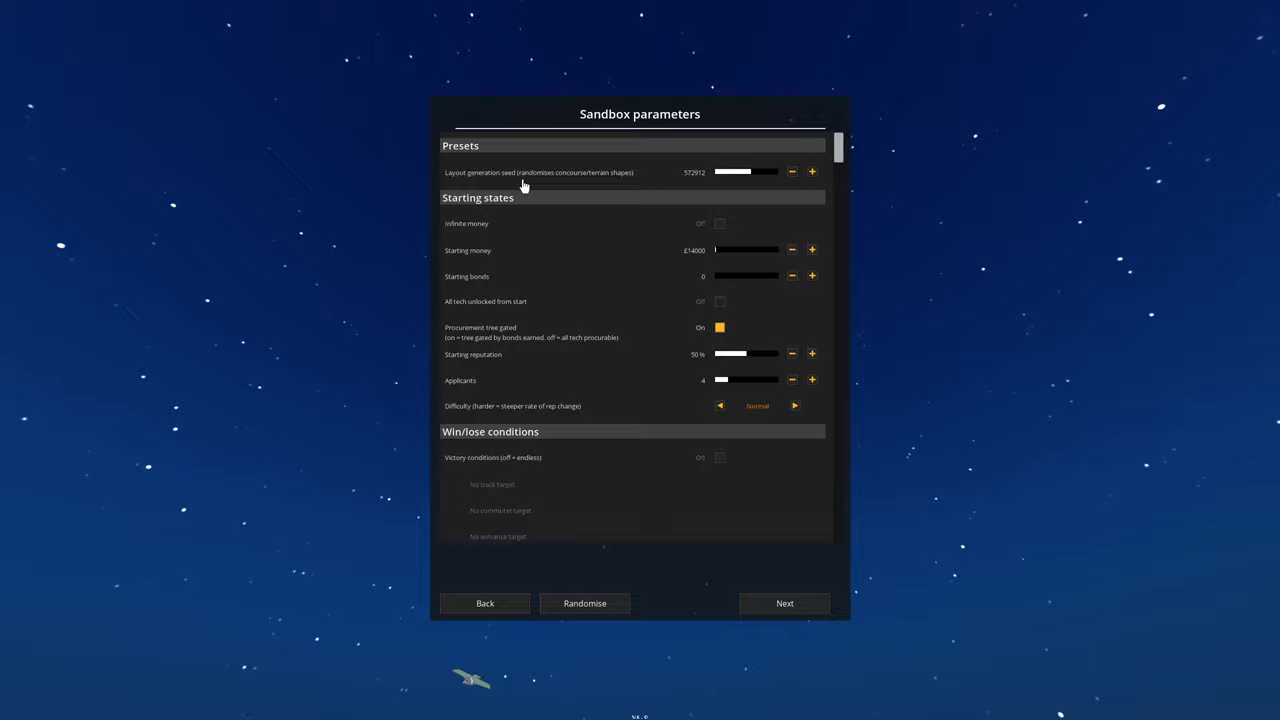 Sandbox parameters
Presets
Layout generation seed (randomises concourse/terrain shapes) 572912
Starting states
Infinite money Off
Starting money £14000
Starting bonds 0
All tech unlocked from start Off
Procurement tree gated On
(on = tree gated by bonds earned. off = all tech procurable)
Starting reputation 50 %
Applicants 4
Difficulty (harder = steeper rate of rep change) Normal
Win/lose conditions
Victory conditions (off = endless) Off
No track target
No commuter target
No entrance target
Back Randomise Next
v1.0